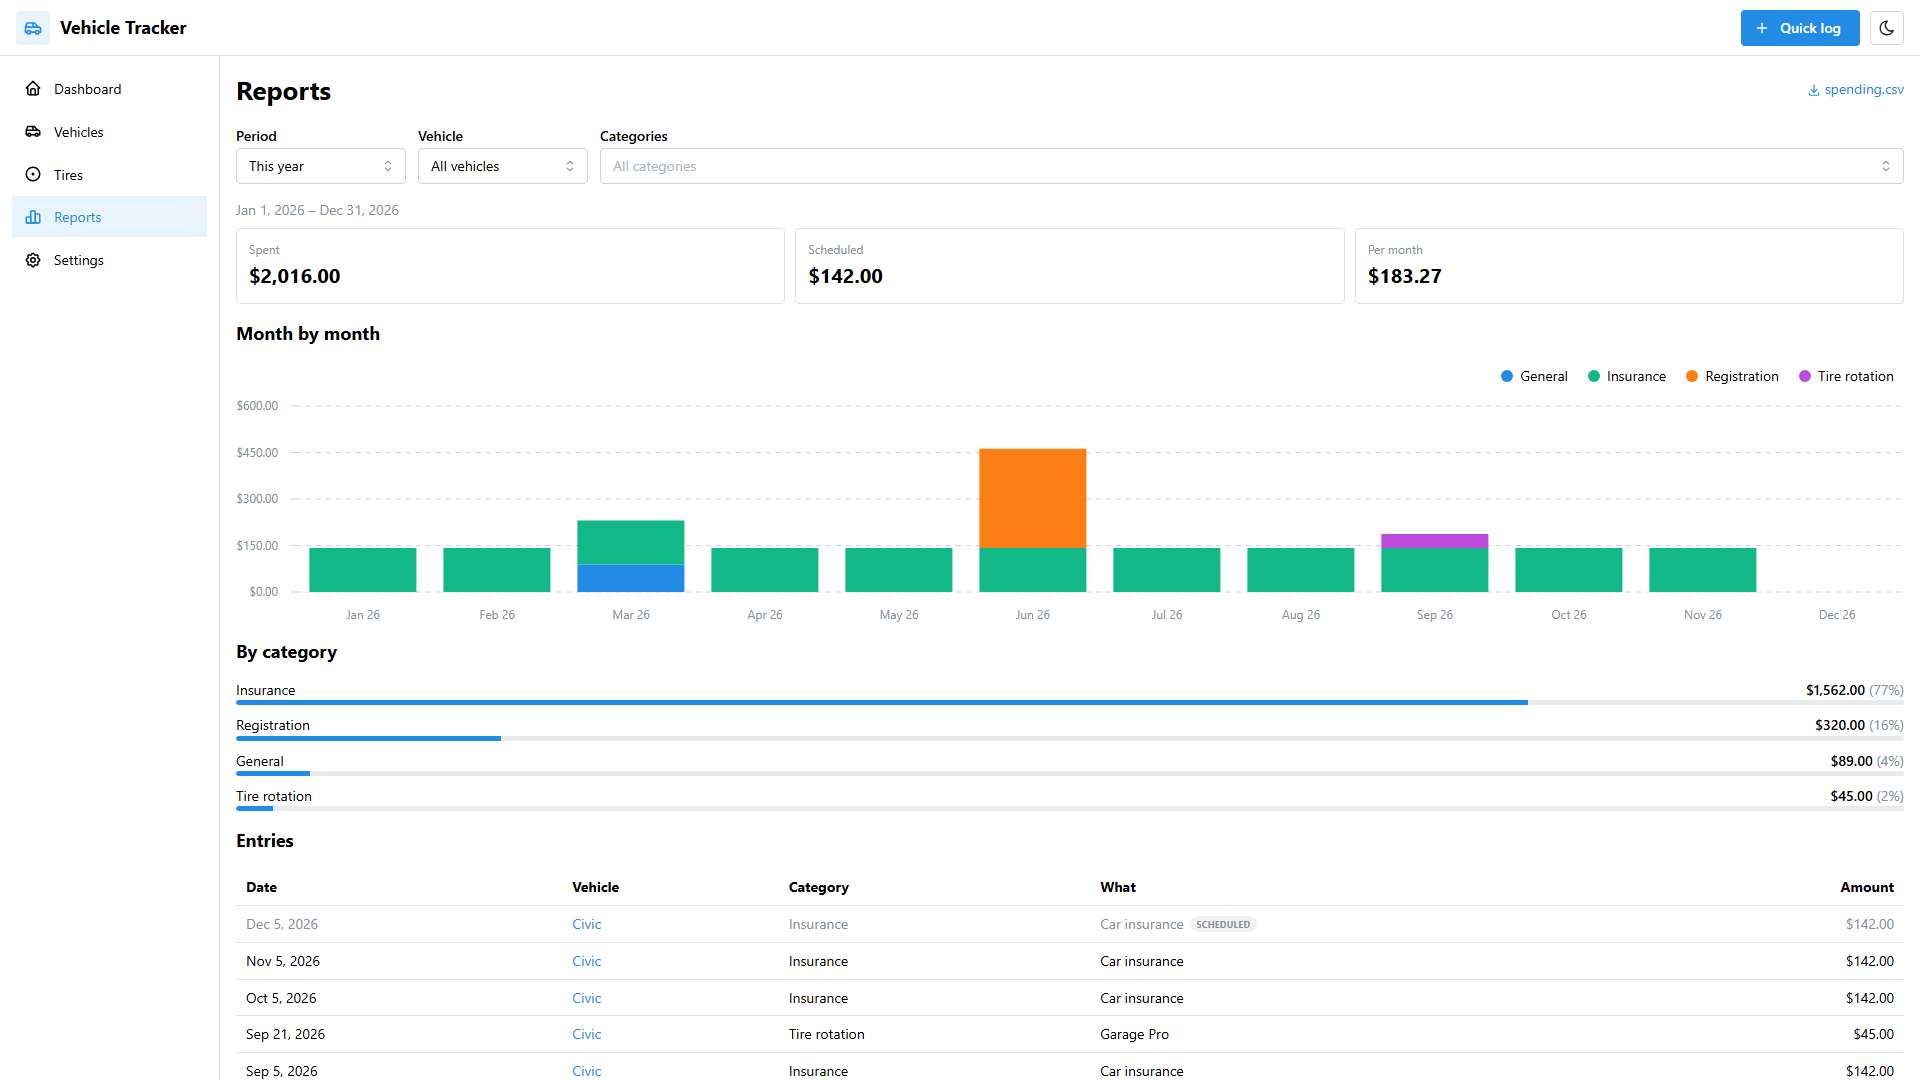 Vehicle Tracker
Quick log
Dashboard
Vehicles
Tires
Reports
Settings
Reports
spending.csv
Period
Vehicle
Categories
This year
All vehicles
All categories
Jan 1, 2026 – Dec 31, 2026
Spent
$2,016.00
Scheduled
$142.00
Per month
$183.27
Month by month
General
Insurance
Registration
Tire rotation
$600.00
$450.00
$300.00
$150.00
$0.00
Jan 26
Feb 26
Mar 26
Apr 26
May 26
Jun 26
Jul 26
Aug 26
Sep 26
Oct 26
Nov 26
Dec 26
By category
Insurance $1,562.00 (77%)
Registration $320.00 (16%)
General $89.00 (4%)
Tire rotation $45.00 (2%)
Entries
Date Vehicle Category What Amount
Dec 5, 2026 Civic Insurance Car insurance SCHEDULED $142.00
Nov 5, 2026 Civic Insurance Car insurance $142.00
Oct 5, 2026 Civic Insurance Car insurance $142.00
Sep 21, 2026 Civic Tire rotation Garage Pro $45.00
Sep 5, 2026 Civic Insurance Car insurance $142.00